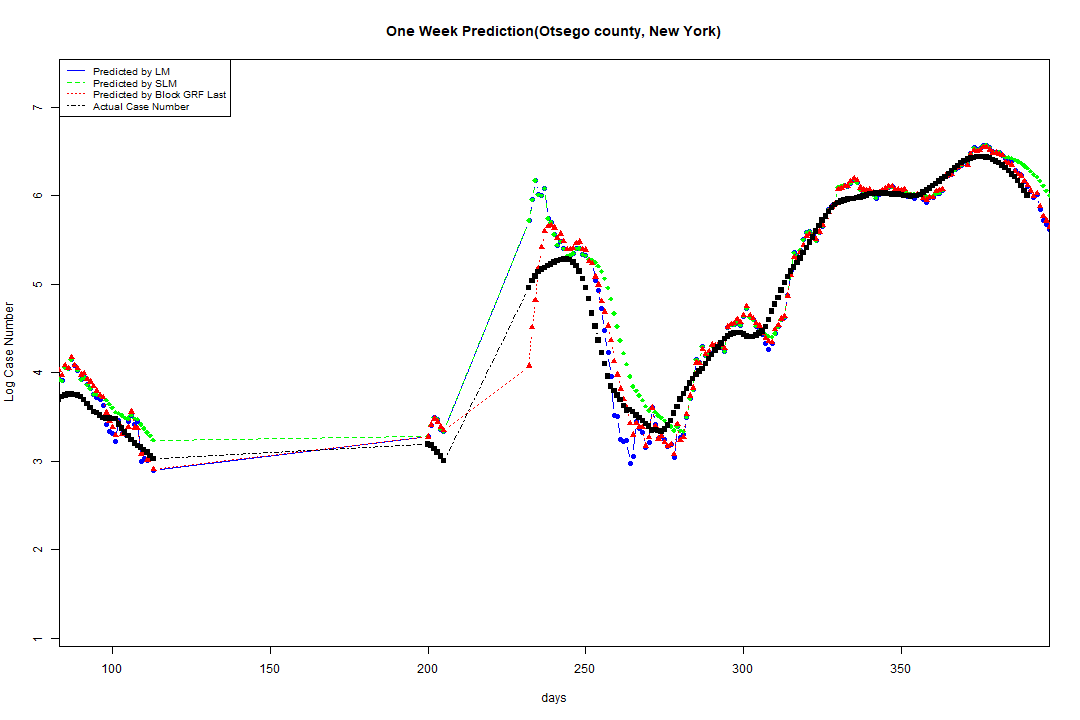 One Week Prediction(Otsego county, New York)
Predicted by LM
Predicted by SLM
Predicted by Block GRF Last
Actual Case Number
7
6
5
4
3
2
1
Log Case Number
100 150 200 250 300 350
days